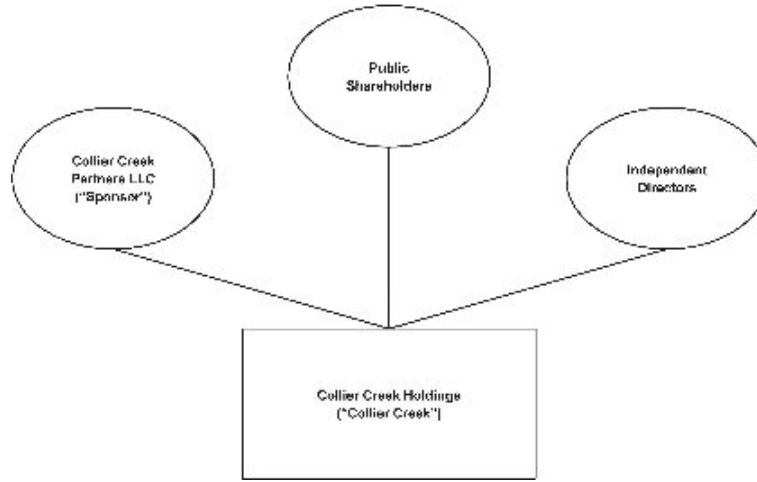 Public
Shareholders
Collier Creek
Partners LLC
("Sponsor")
Independent
Directors
Collier Creek Holdings
("Collier Creek")